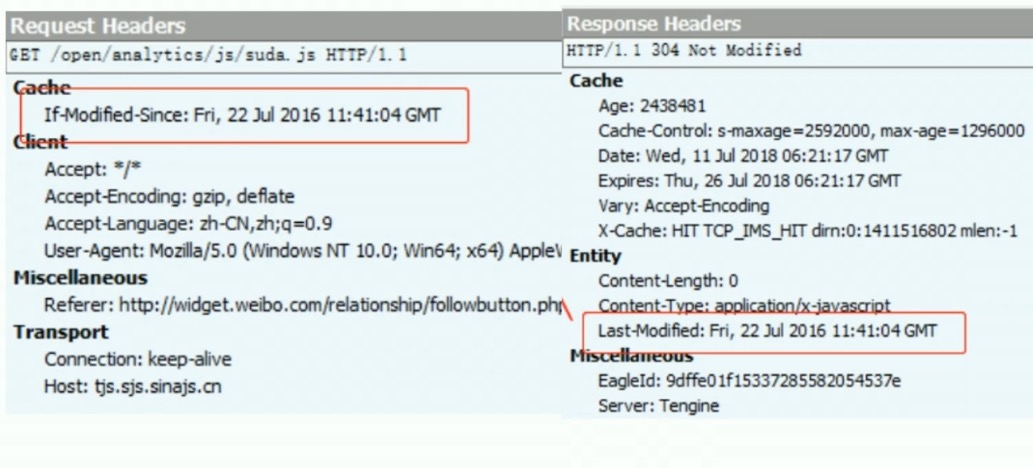 Request Headers
GET /open/analytics/js/suda.js HTTP/1.1
Cache
If-Modified-Since: Fri, 22 Jul 2016 11:41:04 GMT
Client
Accept: */*
Accept-Encoding: gzip, deflate
Accept-Language: zh-CN,zh;q=0.9
User-Agent: Mozilla/5.0 (Windows NT 10.0; Win64; x64) AppleV
Miscellaneous
Referer: http://widget.weibo.com/relationship/followbutton.php
Transport
Connection: keep-alive
Host: tjs.sjs.sinajs.cn
Response Headers
HTTP/1.1 304 Not Modified
Cache
Age: 2438481
Cache-Control: s-maxage=2592000, max-age=1296000
Date: Wed, 11 Jul 2018 06:21:17 GMT
Expires: Thu, 26 Jul 2018 06:21:17 GMT
Vary: Accept-Encoding
X-Cache: HIT TCP_IMS_HIT dirn:0:1411516802 mlen:-1
Entity
Content-Length: 0
Content-Type: application/x-javascript
Last-Modified: Fri, 22 Jul 2016 11:41:04 GMT
Miscellaneous
EagleId: 9dffe01f15337285582054537e
Server: Tengine